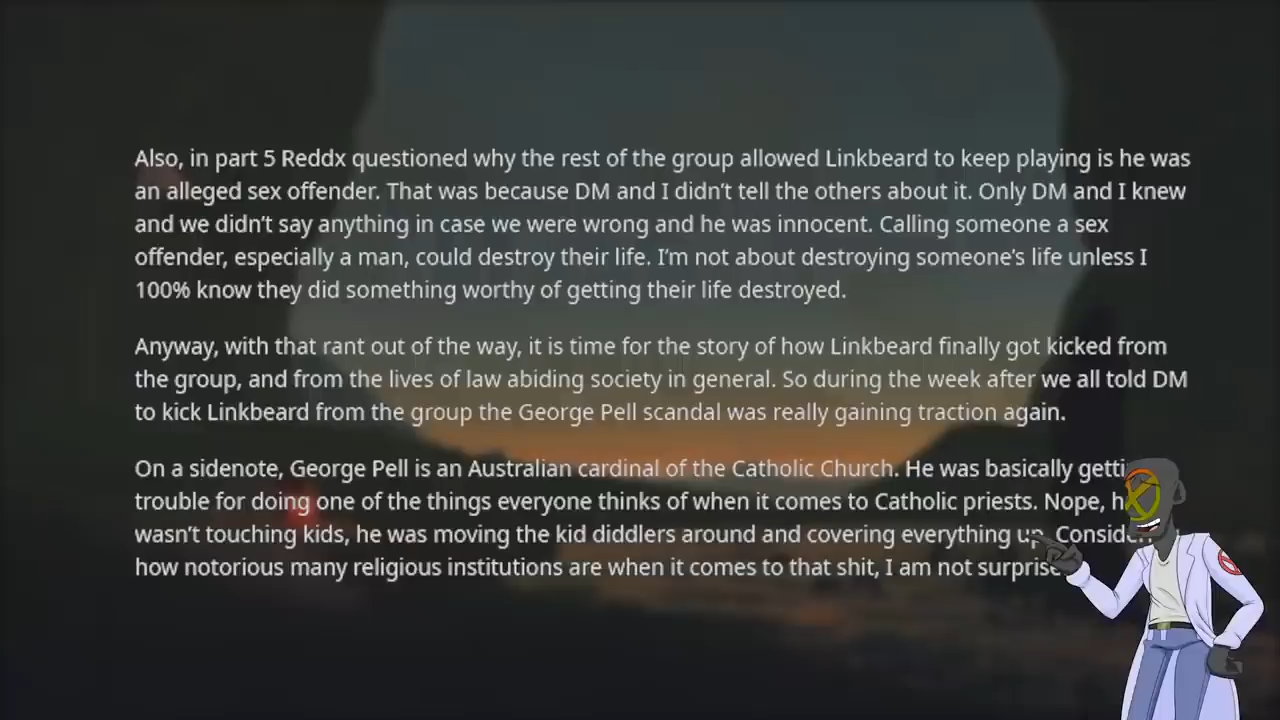 Also, in part 5 Reddx questioned why the rest of the group allowed Linkbeard to keep playing is he was
an alleged sex offender. That was because DM and I didn't tell the others about it. Only DM and I knew
and we didn't say anything in case we were wrong and he was innocent. Calling someone a sex
offender, especially a man, could destroy their life. I'm not about destroying someone's life unless I
100% know they did something worthy of getting their life destroyed.
Anyway, with that rant out of the way, it is time for the story of how Linkbeard finally got kicked from
the group, and from the lives of law abiding society in general. So during the week after we all told DM
to kick Linkbeard from the group the George Pell scandal was really gaining traction again.
On a sidenote, George Pell is an Australian cardinal of the Catholic Church. He was basically
trouble for doing one of the things everyone thinks of when it comes to Catholic priests. Nope,
wasn't touching kids, he was moving the kid diddlers around and covering everything up.
how notorious many religious institutions are when it comes to that shit, I am not